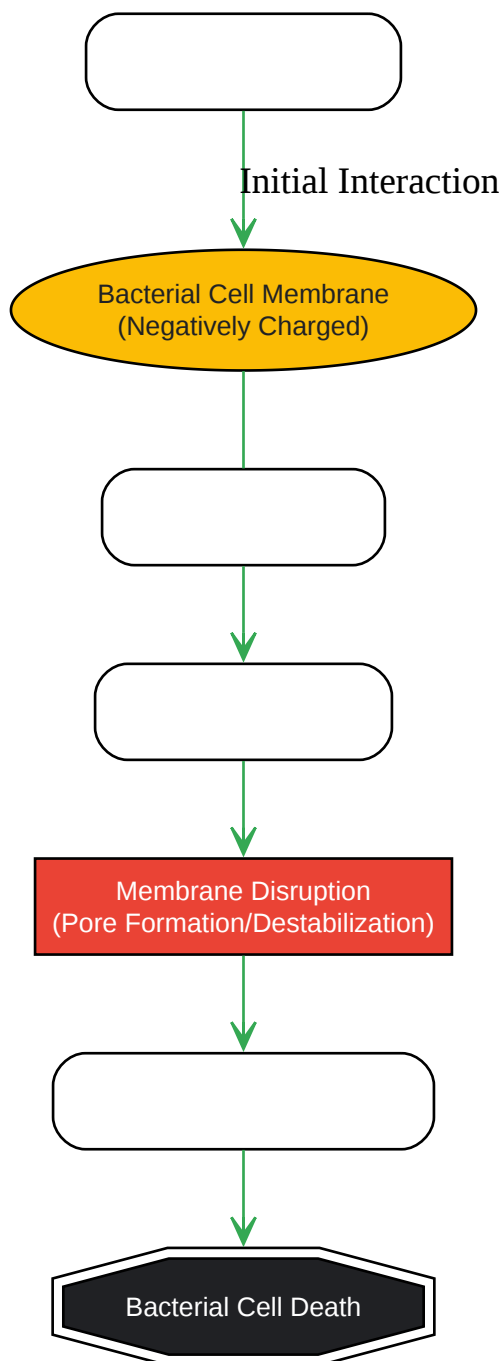 Initial Interaction
Bacterial Cell Membrane
(Negatively Charged)
Membrane Disruption
(Pore Formation/Destabilization)
Bacterial Cell Death